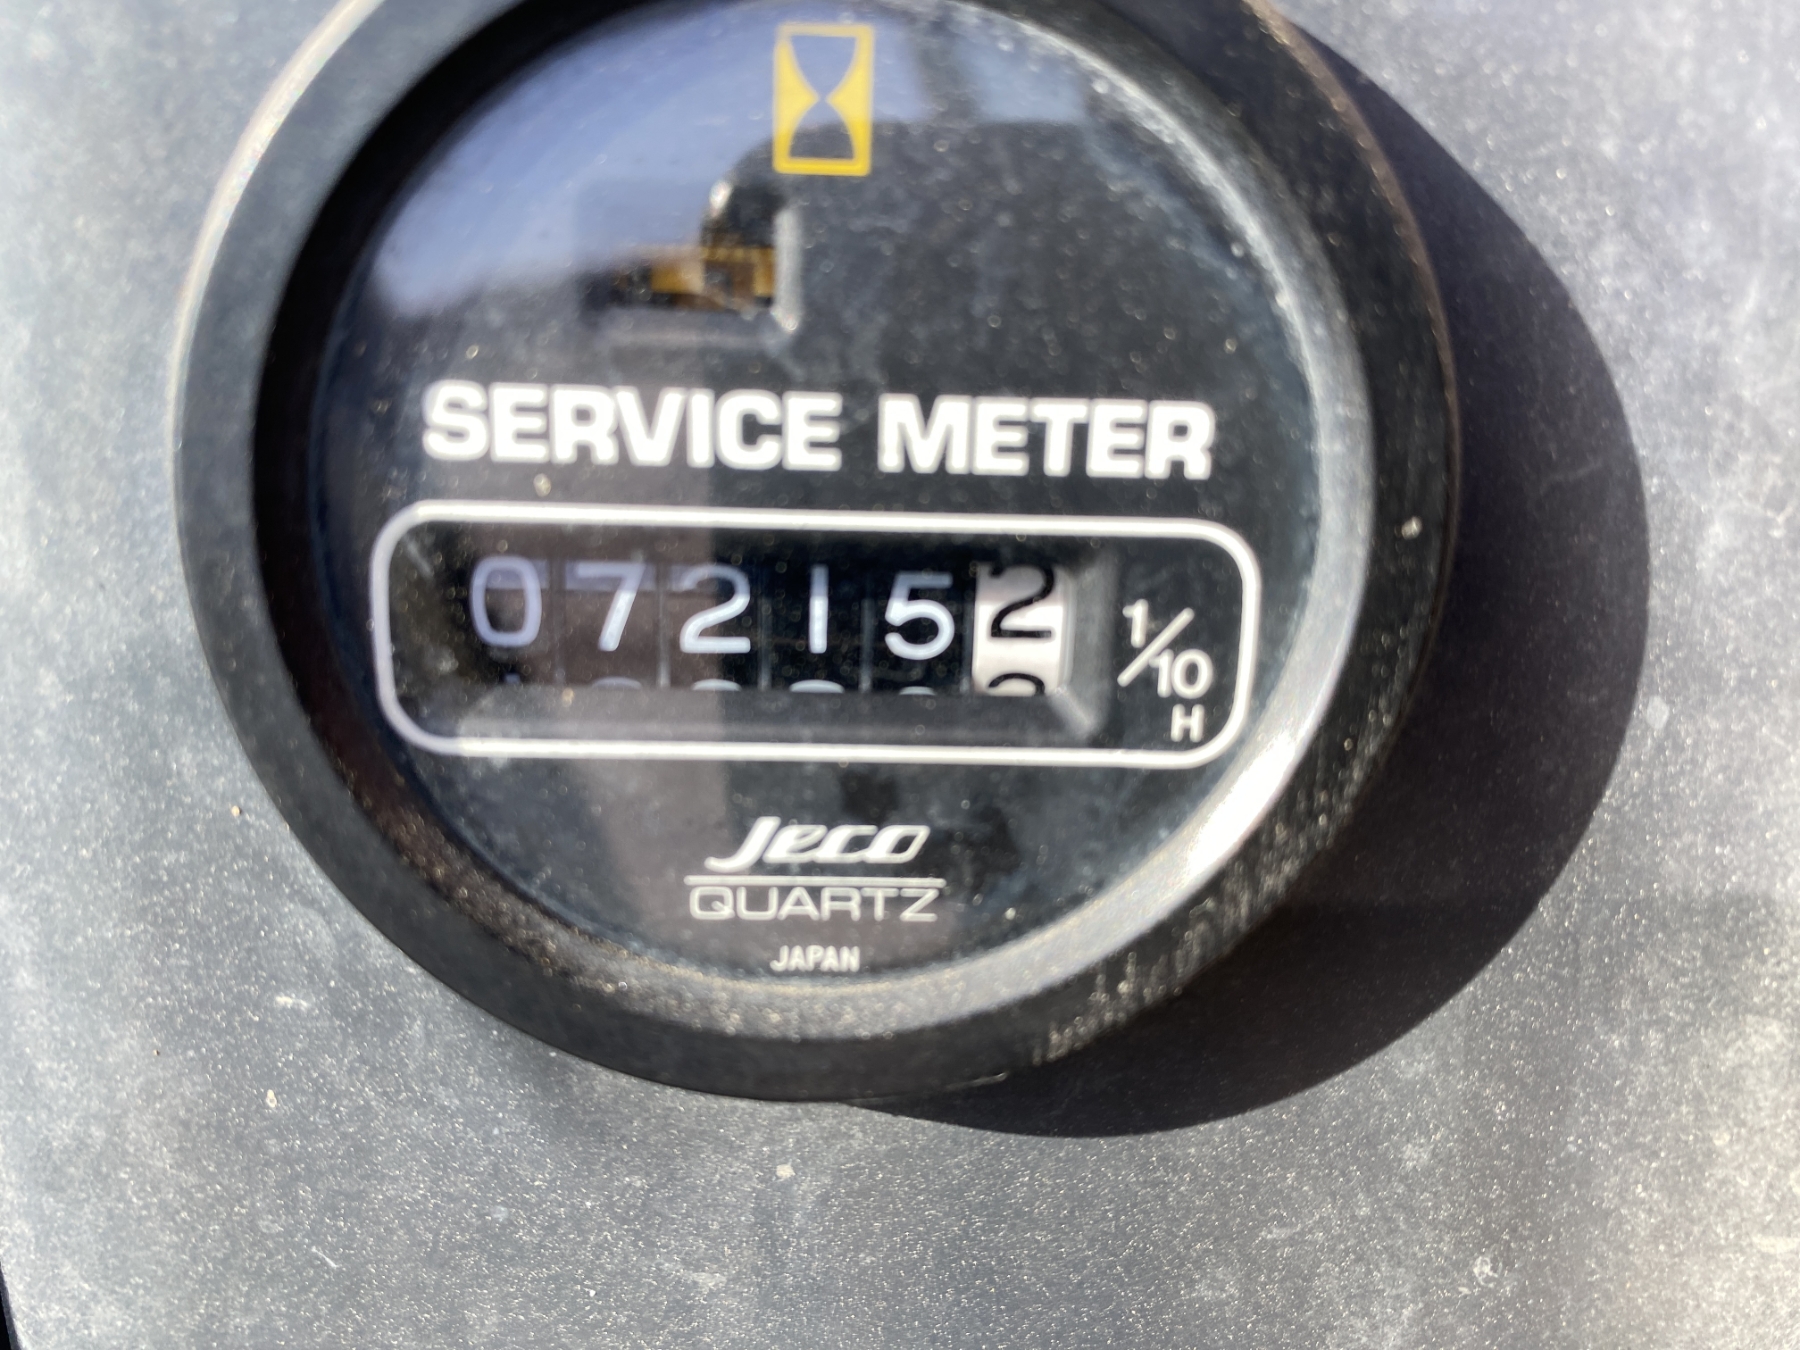 SERVICE METER
072152 1/10
H
Jeco
QUARTZ
JAPAN